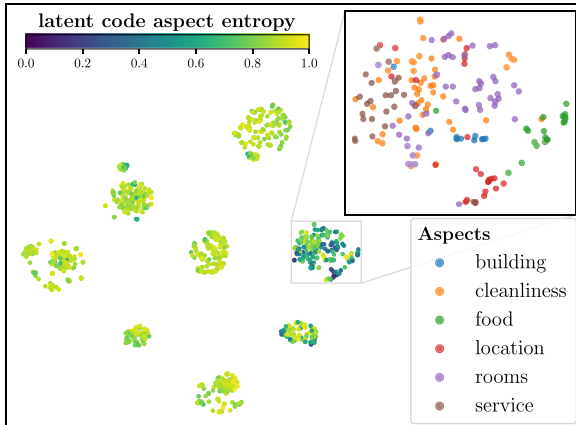 latent code aspect entropy
0.0 0.2 0.4 0.6 0.8 1.0
Aspects
building
cleanliness
food
location
rooms
service